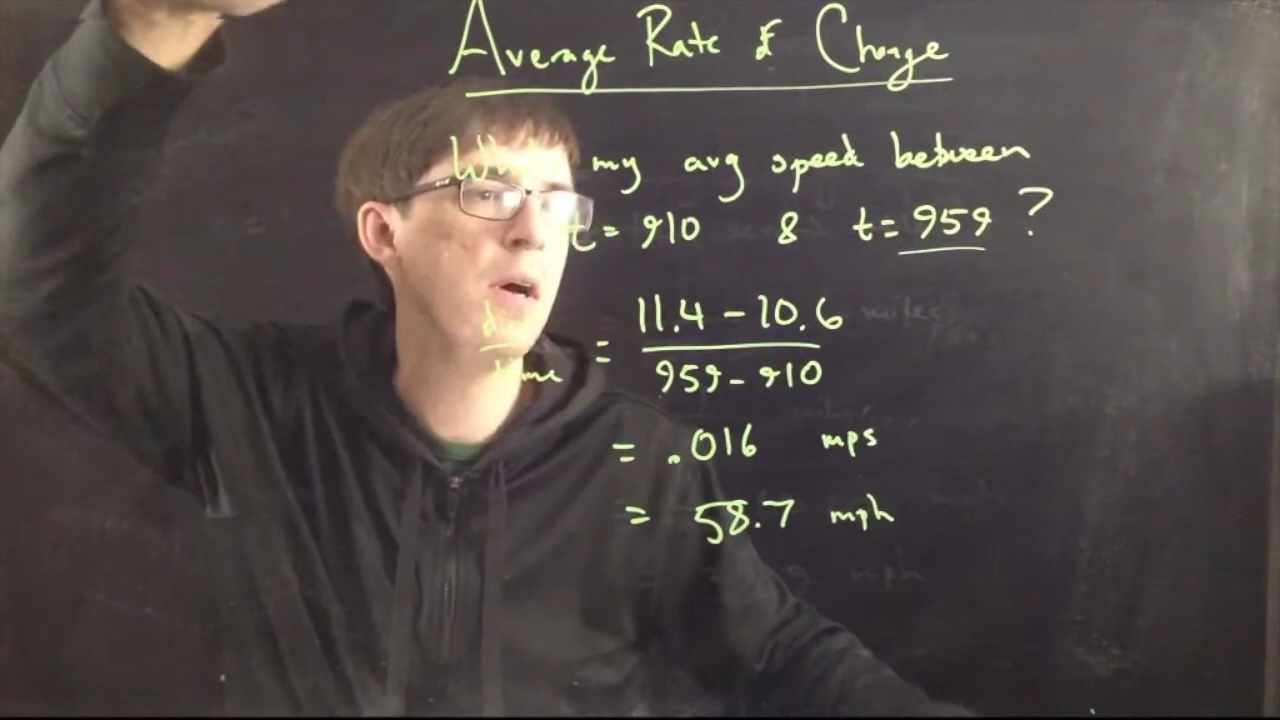 Average Rate of Change
my avg speed between
t = 910 & t = 959 ?
= 11.4 - 10.6
959 - 910
= .016 mps
= 58.7 mph